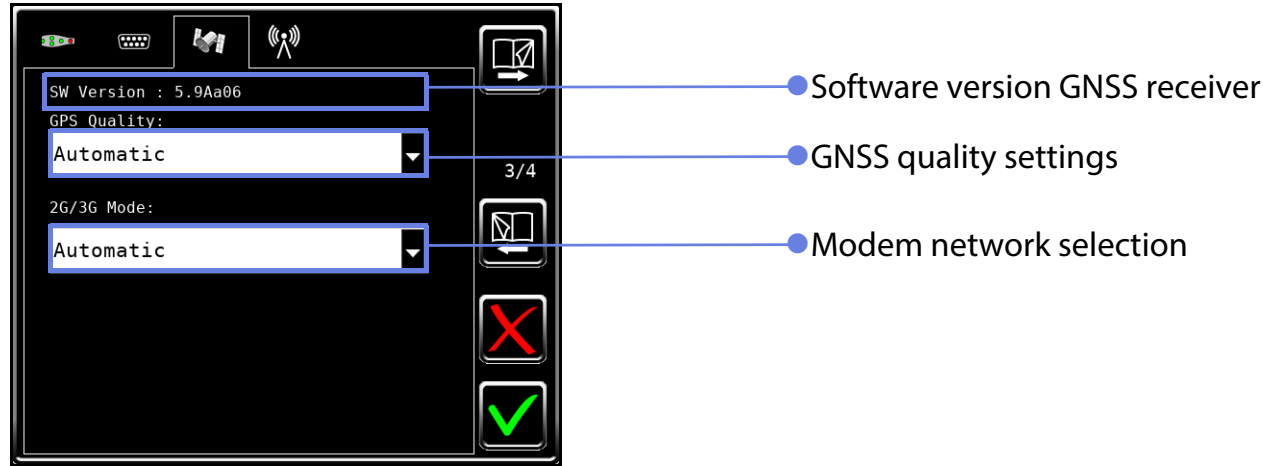 SW Version : 5.9Aa06
Software version GNSS receiver
GPS Quality:
Automatic
GNSS quality settings
3/4
2G/3G Mode:
Automatic
Modem network selection